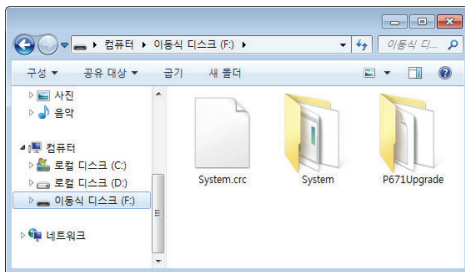 컴퓨터 ▸ 이동식 디스크 (F:) ▸
이동식 디...
구성 ▼ 공유 대상 ▼ 굽기 새 폴더
사진
음악
컴퓨터
로컬 디스크 (C:)
로컬 디스크 (D:)
이동식 디스크 (F:)
네트워크
System.crc
System
P671Upgrade